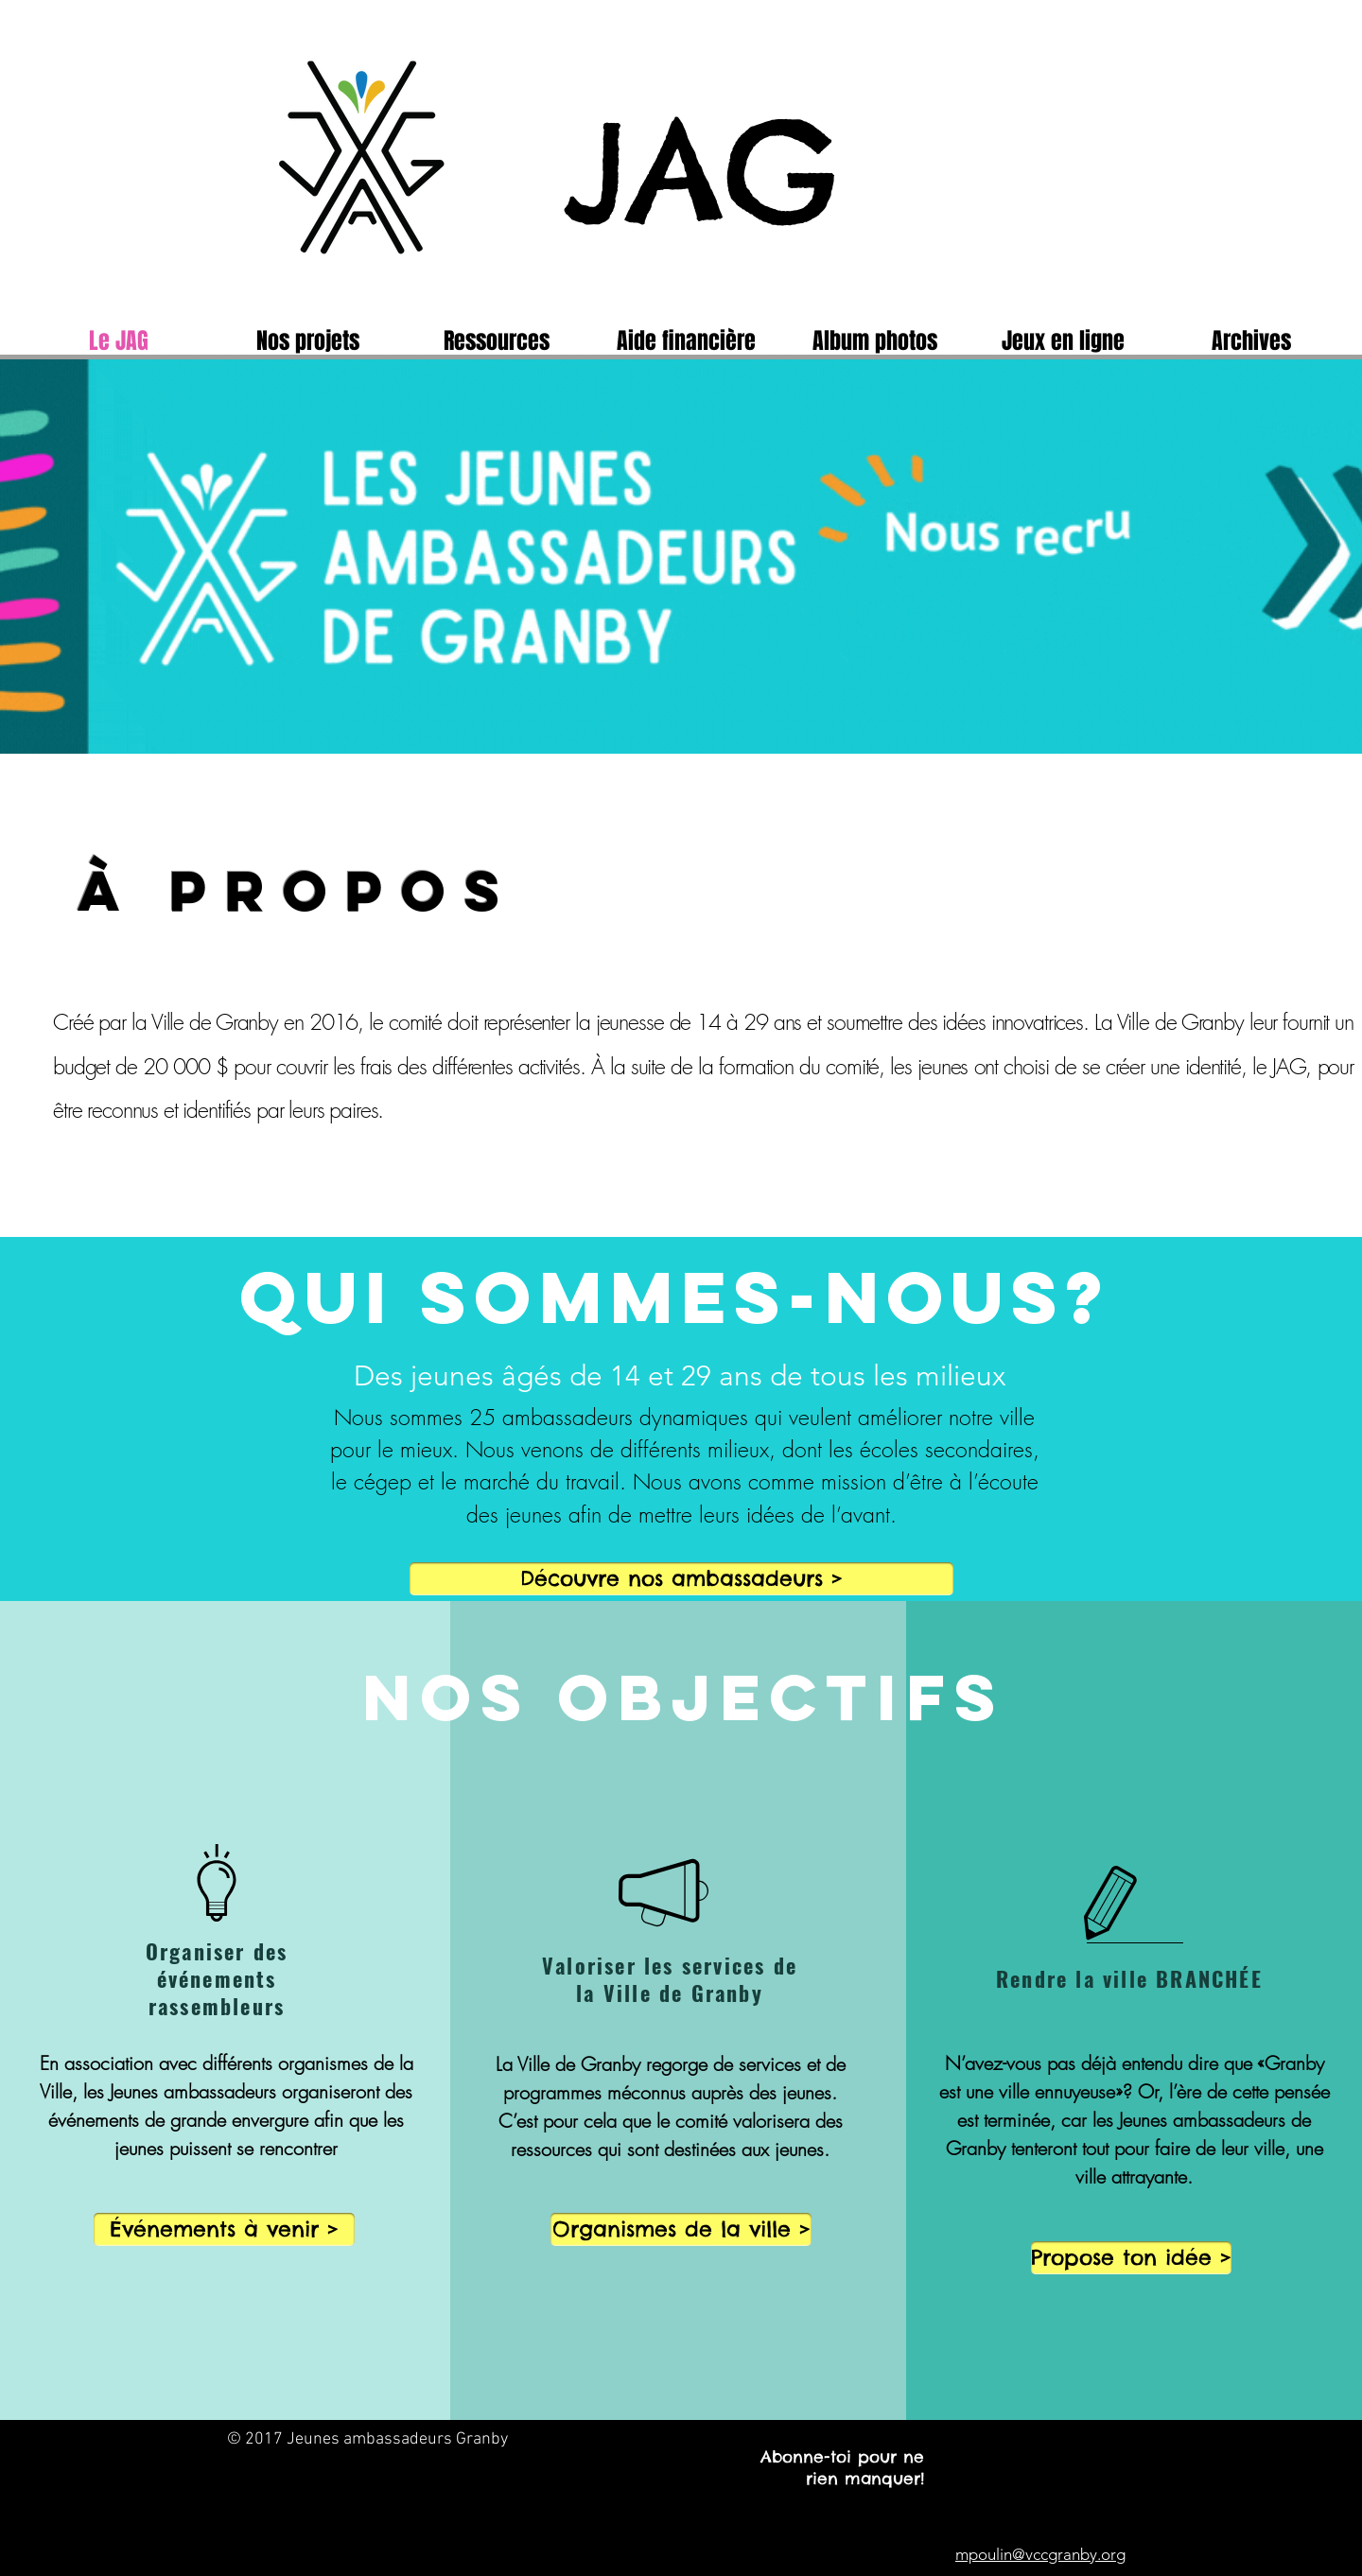 JAG
JAG
Le JAG Nos projets Ressources Aide financière Album photos Jeux en ligne Archives
JAG
LES JEUNES
AMBASSADEURS
DE GRANBY
Nous recru
À PROPOS
Créé par la Ville de Granby en 2016, le comité doit représenter la jeunesse de 14 à 29 ans et soumettre des idées innovatrices. La Ville de Granby leur fournit un
budget de 20 000 $ pour couvrir les frais des différentes activités. À la suite de la formation du comité, les jeunes ont choisi de se créer une identité, le JAG, pour
être reconnus et identifiés par leurs paires.
QUI SOMMES-NOUS?
Des jeunes âgés de 14 et 29 ans de tous les milieux
Nous sommes 25 ambassadeurs dynamiques qui veulent améliorer notre ville
pour le mieux. Nous venons de différents milieux, dont les écoles secondaires,
le cégep et le marché du travail. Nous avons comme mission d’être à l’écoute
des jeunes afin de mettre leurs idées de l’avant.
Découvre nos ambassadeurs >
NOS OBJECTIFS
Organiser des
événements
rassembleurs
En association avec différents organismes de la
Ville, les Jeunes ambassadeurs organiseront des
événements de grande envergure afin que les
jeunes puissent se rencontrer
Événements à venir >
Valoriser les services de
la Ville de Granby
La Ville de Granby regorge de services et de
programmes méconnus auprès des jeunes.
C’est pour cela que le comité valorisera des
ressources qui sont destinées aux jeunes.
Organismes de la ville >
Rendre la ville BRANCHÉE
N’avez-vous pas déjà entendu dire que «Granby
est une ville ennuyeuse»? Or, l’ère de cette pensée
est terminée, car les Jeunes ambassadeurs de
Granby tenteront tout pour faire de leur ville, une
ville attrayante.
Propose ton idée >
© 2017 Jeunes ambassadeurs Granby
Abonne-toi pour ne
rien manquer!
mpoulin@vccgranby.org